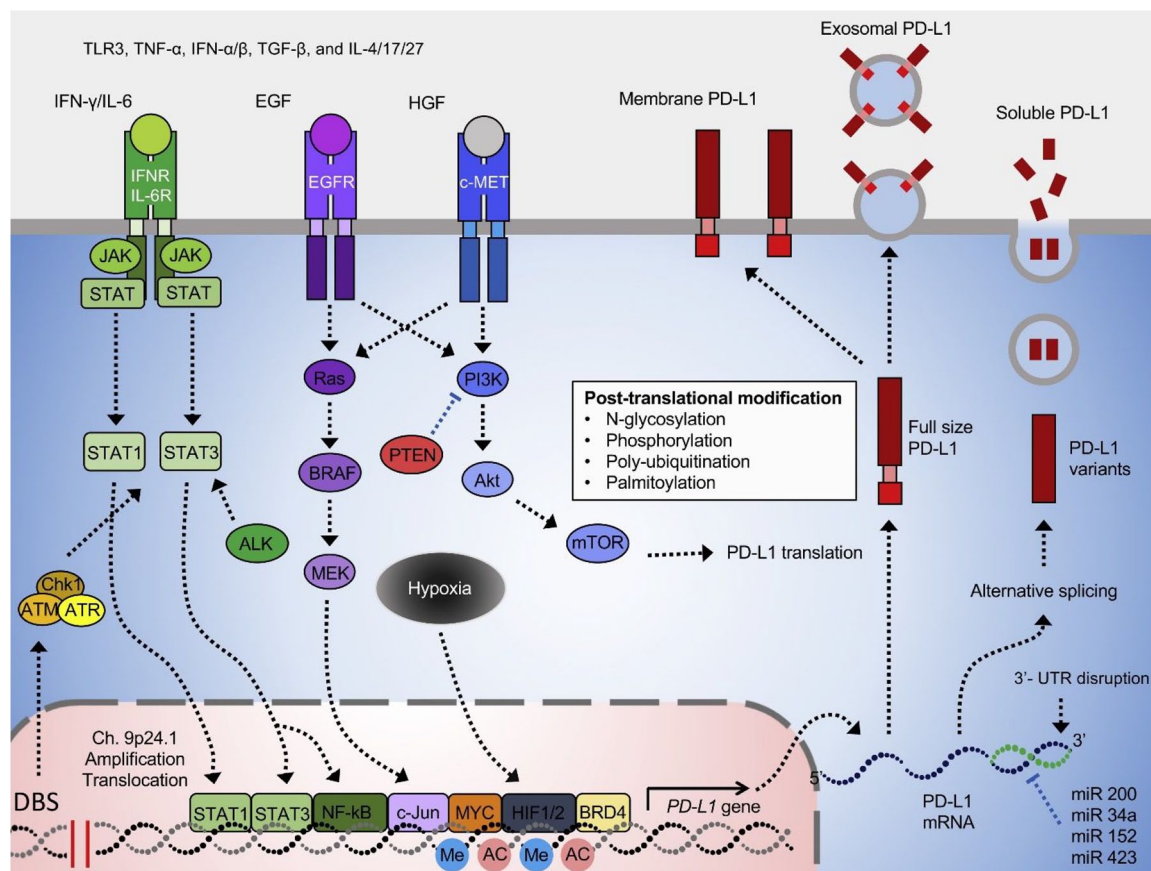 TLR3, TNF-α, IFN-α/β, TGF-β, and IL-4/17/27
IFN-γ/IL-6
EGF
HGF
Membrane PD-L1
Exosomal PD-L1
Soluble PD-L1
IFNR
IL-6R
EGFR
c-MET
JAK
JAK
STAT
STAT
Ras
PI3K
PTEN
STAT1
STAT3
BRAF
Akt
ALK
mTOR
PD-L1 translation
MEK
Hypoxia
Chk1
ATM
ATR
Post-translational modification
• N-glycosylation
• Phosphorylation
• Poly-ubiquitination
• Palmitoylation
Full size
PD-L1
PD-L1
variants
Alternative splicing
3’- UTR disruption
3’
5’
PD-L1
mRNA
miR 200
miR 34a
miR 152
miR 423
Ch. 9p24.1
Amplification
Translocation
DBS
STAT1
STAT3
NF-kB
c-Jun
MYC
HIF1/2
BRD4
PD-L1 gene
Me
AC
Me
AC